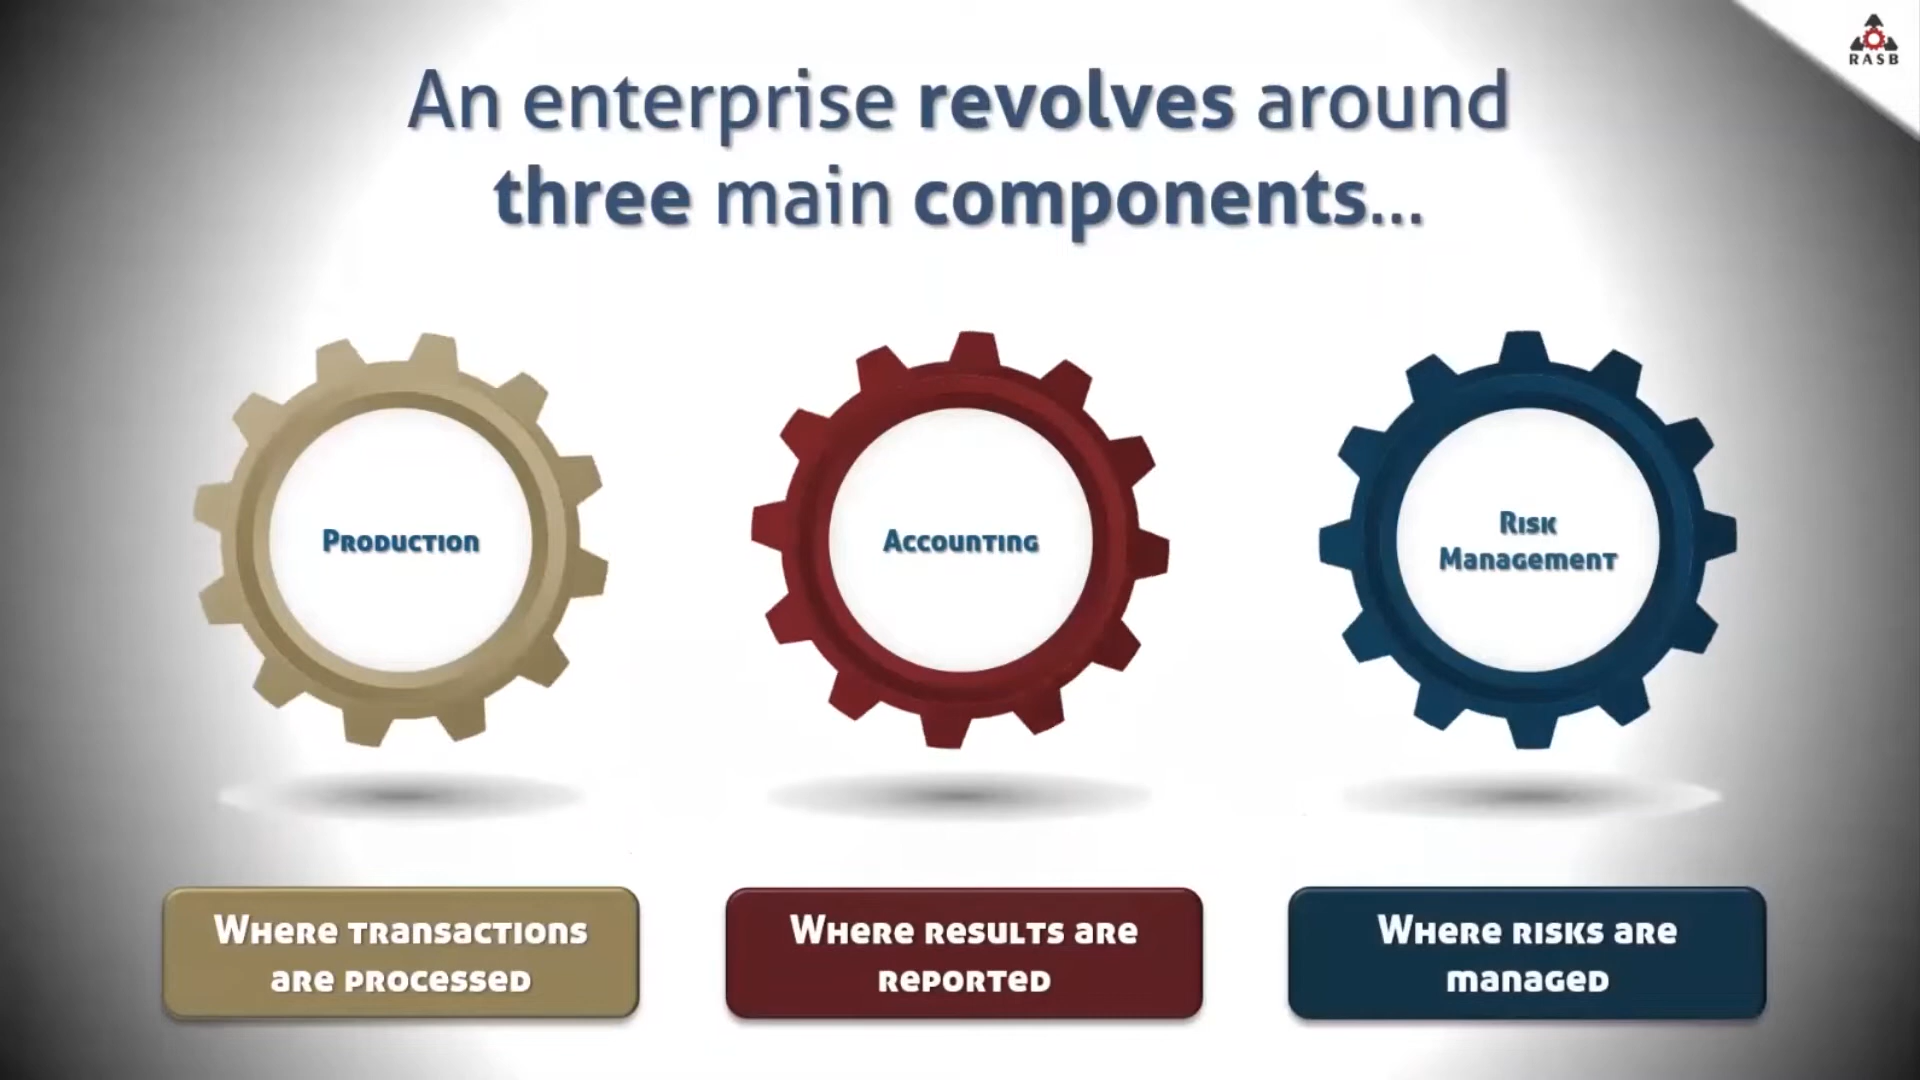 RASB
An enterprise revolves around
three main components...
Production
Accounting
Risk
Management
Where transactions
are processed
Where results are
reported
Where risks are
managed